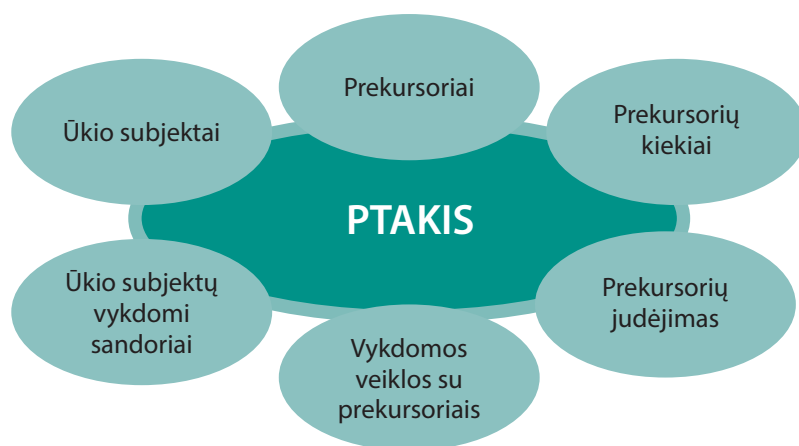 Prekursoriai
Ūkio subjektai
Prekursorių
kiekiai
PTAKIS
Ūkio subjektų
vykdomi
sandoriai
Prekursorių
judėjimas
Vykdomos
veiklos su
prekursoriais